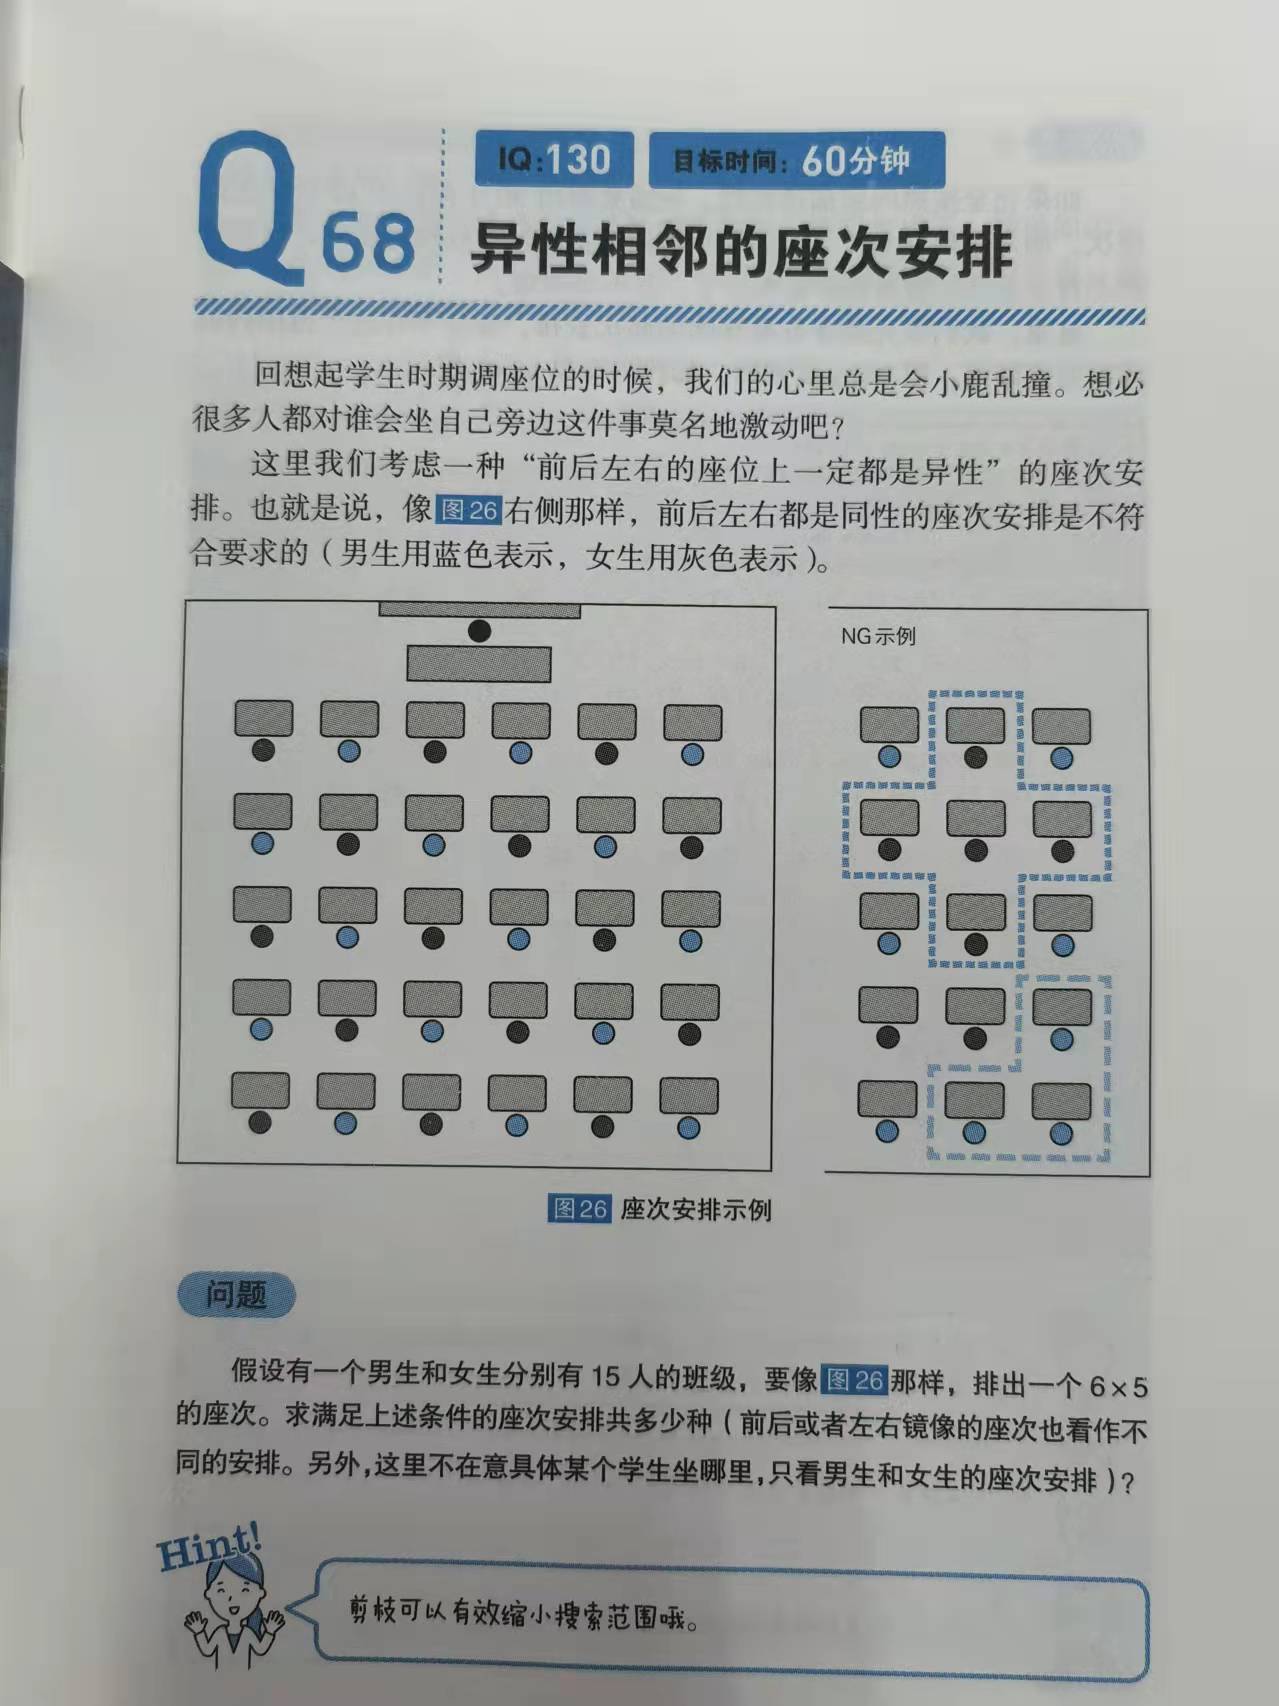 Q68
IQ:130 目标时间：60分钟
异性相邻的座次安排
回想起学生时期调座位的时候，我们的心里总是会小鹿乱撞。想必
很多人都对谁会坐自己旁边这件事莫名地激动吧？
这里我们考虑一种“前后左右的座位上一定都是异性”的座次安
排。也就是说，像图26右侧那样，前后左右都是同性的座次安排是不符
合要求的（男生用蓝色表示，女生用灰色表示）。
NG示例
图26 座次安排示例
问题
假设有一个男生和女生分别有15人的班级，要像图26那样，排出一个6×5
的座次。求满足上述条件的座次安排共多少种（前后或者左右镜像的座次也看作不
同的安排。另外，这里不在意具体某个学生坐哪里，只看男生和女生的座次安排）？
Hint!
剪枝可以有效缩小搜索范围哦。